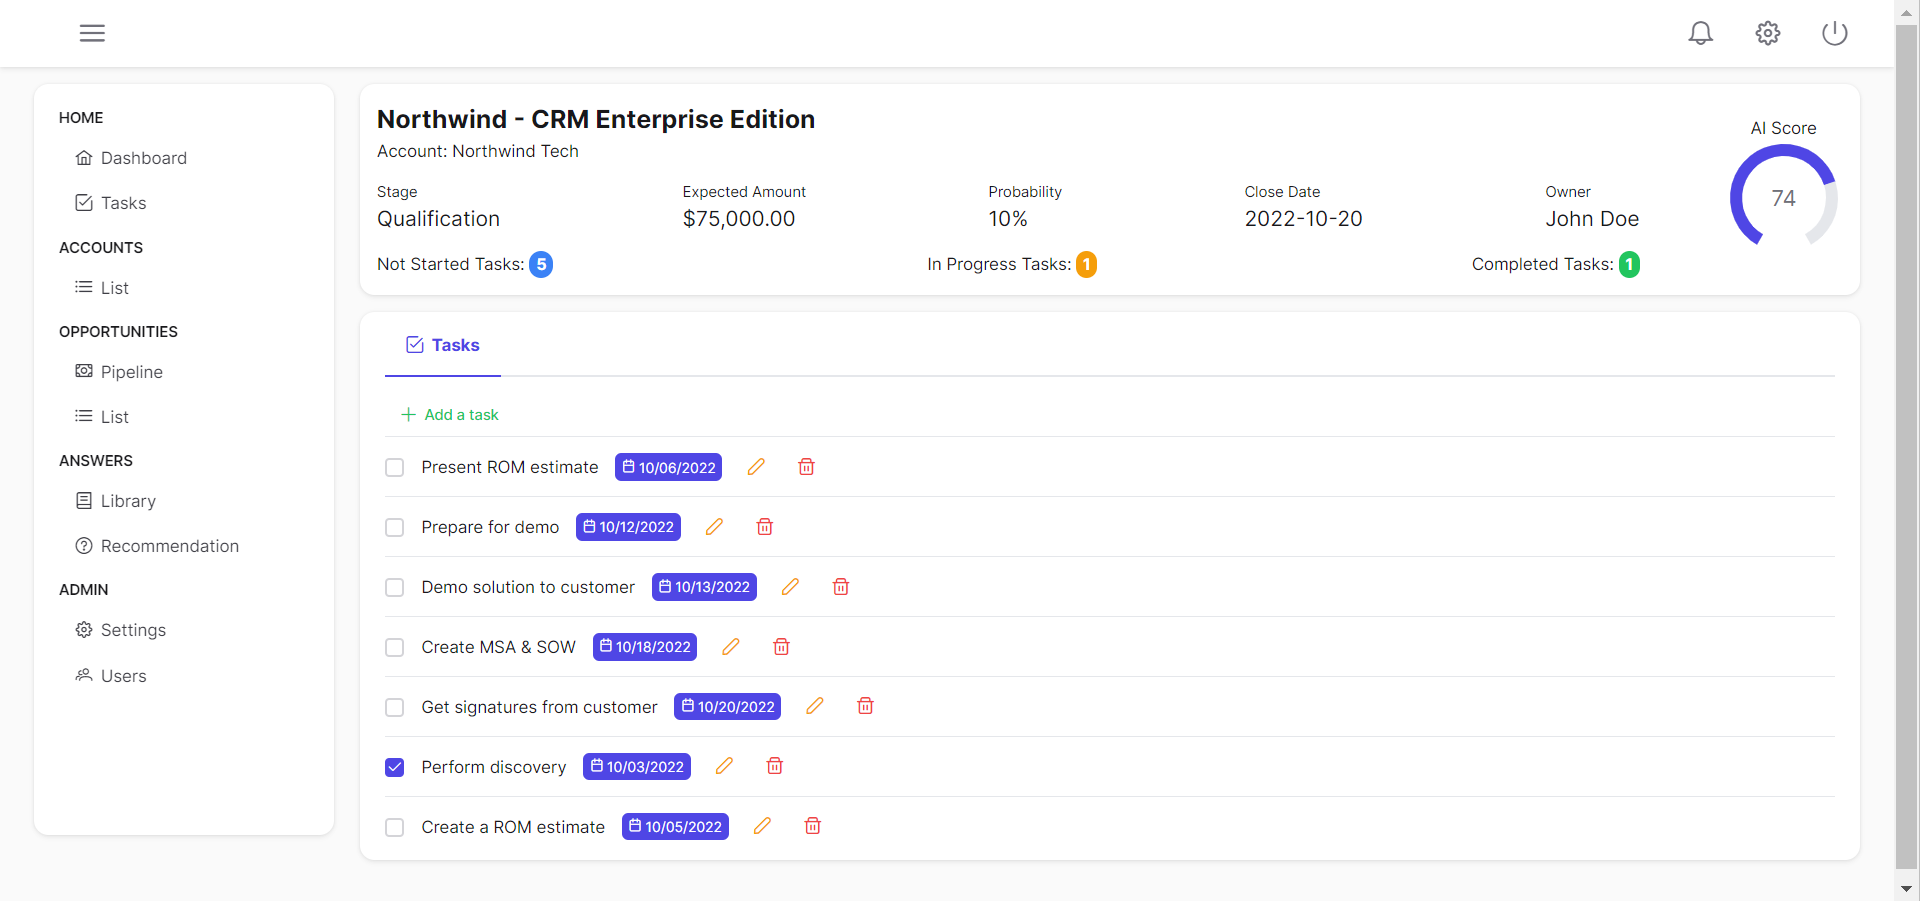 HOME
Dashboard
Tasks
ACCOUNTS
List
OPPORTUNITIES
Pipeline
List
ANSWERS
Library
Recommendation
ADMIN
Settings
Users
Northwind - CRM Enterprise Edition
Account: Northwind Tech
Stage Expected Amount Probability Close Date Owner
Qualification $75,000.00 10% 2022-10-20 John Doe
Not Started Tasks: 5 In Progress Tasks: 1 Completed Tasks: 1
AI Score
74
Tasks
Add a task
Present ROM estimate 10/06/2022
Prepare for demo 10/12/2022
Demo solution to customer 10/13/2022
Create MSA & SOW 10/18/2022
Get signatures from customer 10/20/2022
Perform discovery 10/03/2022
Create a ROM estimate 10/05/2022